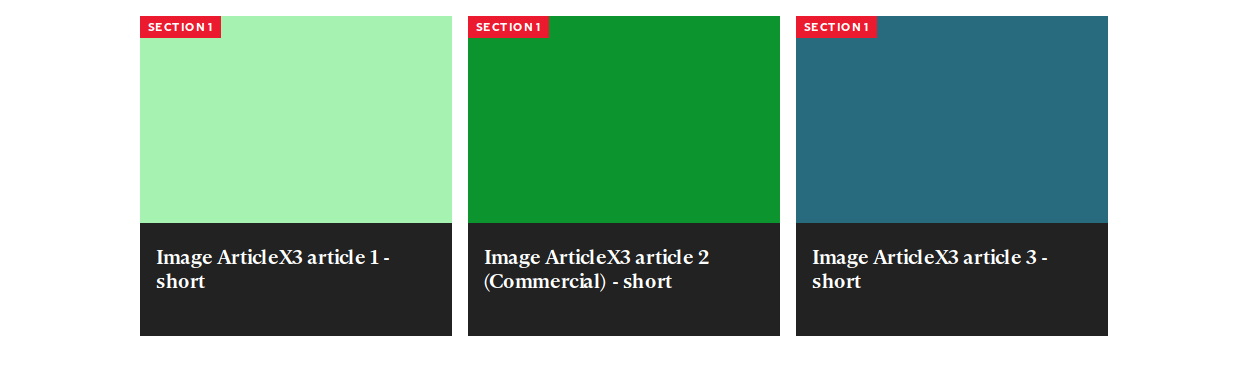 SECTION 1
SECTION 1
SECTION 1
Image ArticleX3 article 1 -
short
Image ArticleX3 article 2
(Commercial) - short
Image ArticleX3 article 3 -
short